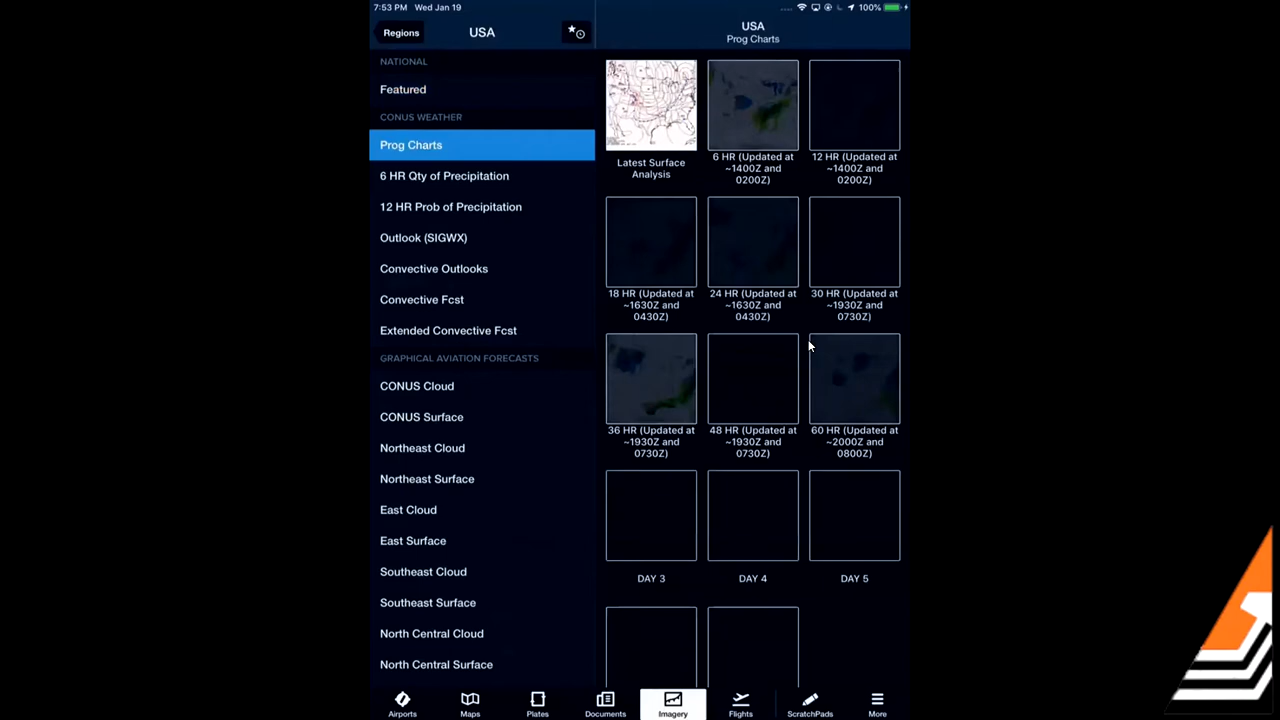 7:53 PM Wed Jan 19
100%
Regions
USA
USA
Prog Charts
NATIONAL
Featured
CONUS WEATHER
Prog Charts
6 HR Qty of Precipitation
12 HR Prob of Precipitation
Outlook (SIGWX)
Convective Outlooks
Convective Fcst
Extended Convective Fcst
GRAPHICAL AVIATION FORECASTS
CONUS Cloud
CONUS Surface
Northeast Cloud
Northeast Surface
East Cloud
East Surface
Southeast Cloud
Southeast Surface
North Central Cloud
North Central Surface
Latest Surface
Analysis
6 HR (Updated at
~1400Z and
0200Z)
12 HR (Updated at
~1400Z and
0200Z)
18 HR (Updated at
~1630Z and
0430Z)
24 HR (Updated at
~1630Z and
0430Z)
30 HR (Updated at
~1930Z and
0730Z)
36 HR (Updated at
~1930Z and
0730Z)
48 HR (Updated at
~1930Z and
0730Z)
60 HR (Updated at
~2000Z and
0800Z)
DAY 3
DAY 4
DAY 5
Airports
Maps
Plates
Documents
Imagery
Flights
ScratchPads
More